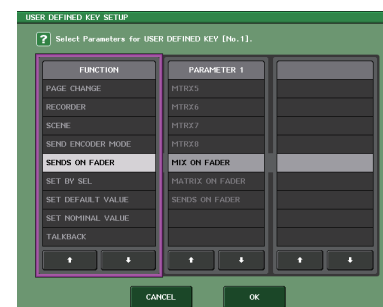 USER DEFINED KEY SETUP
? Select Parameters for USER DEFINED KEY [No.1].
FUNCTION
PAGE CHANGE
RECORDER
SCENE
SEND ENCODER MODE
SENDS ON FADER
SET BY SEL
SET DEFAULT VALUE
SET NOMINAL VALUE
TALKBACK
PARAMETER 1
MTRX5
MTRX6
MTRX7
MTRX8
MIX ON FADER
MATRIX ON FADER
SENDS ON FADER
CANCEL
OK